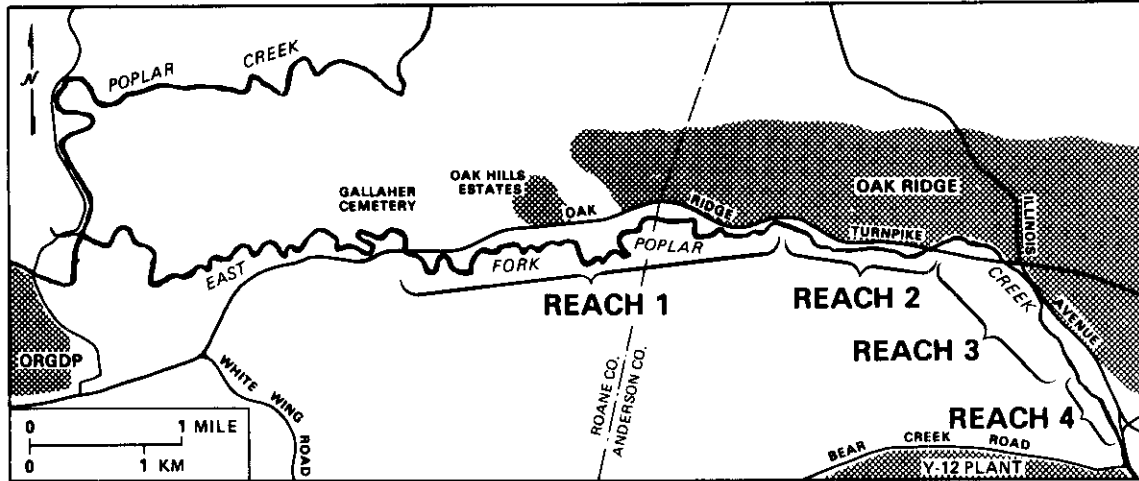 POPLAR CREEK
N
OAK HILLS
ESTATES
GALLAHER
CEMETERY
OAK RIDGE
ILLINOIS
OAK RIDGE TURNPIKE
EAST FORK POPLAR CREEK
AVENUE
REACH 1
REACH 2
REACH 3
REACH 4
ORGDP
WHITE WING ROAD
ROANE CO.
ANDERSON CO.
BEAR CREEK ROAD
Y-12 PLANT
0 1 MILE
0 1 KM